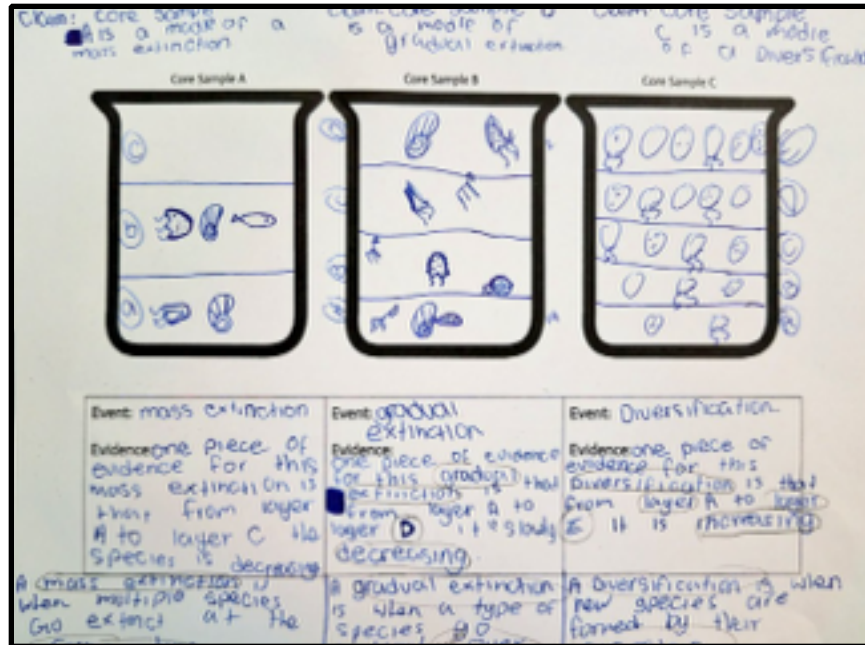 Claim: Core Sample
A is a mode of a
mass extinction
Claim: Core Sample
is a mode of
gradual extinction
Claim: Core Sample
C is a modle
of a Diversificat
Core Sample A
Core Sample B
Core Sample C
c
b
a
Event: mass extinction
Evidence: one piece of
evidence for this
mass extinction is
that from layer
A to layer C the
species is decreasing
Event: gradual
extinction
Evidence:
one piece of evidence
for this gradual
extinction is that
from layer A to
layer D it slowly
decreasing.
Event: Diversification
Evidence: one piece of
evidence for this
Diversification is that
from layer A to layer
E it is increasing
A mass extinction is
when multiple species
Go extinct at the
A gradual extinction
is when a type of
species go
A Diversification is when
new species are
formed by their